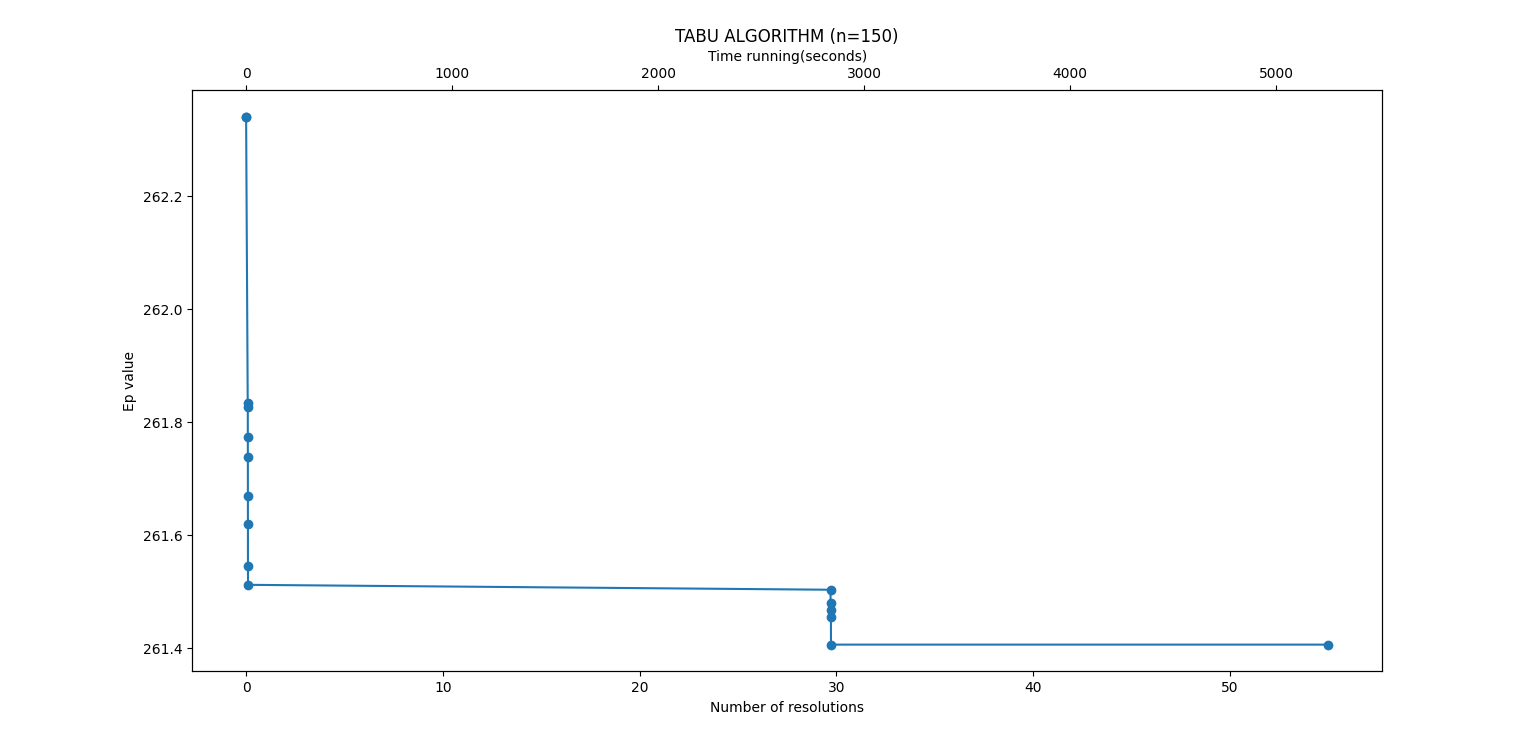 TABU ALGORITHM (n=150)
Time running(seconds)
0 1000 2000 3000 4000 5000
262.2
262.0
261.8
261.6
261.4
Ep value
0 10 20 30 40 50
Number of resolutions